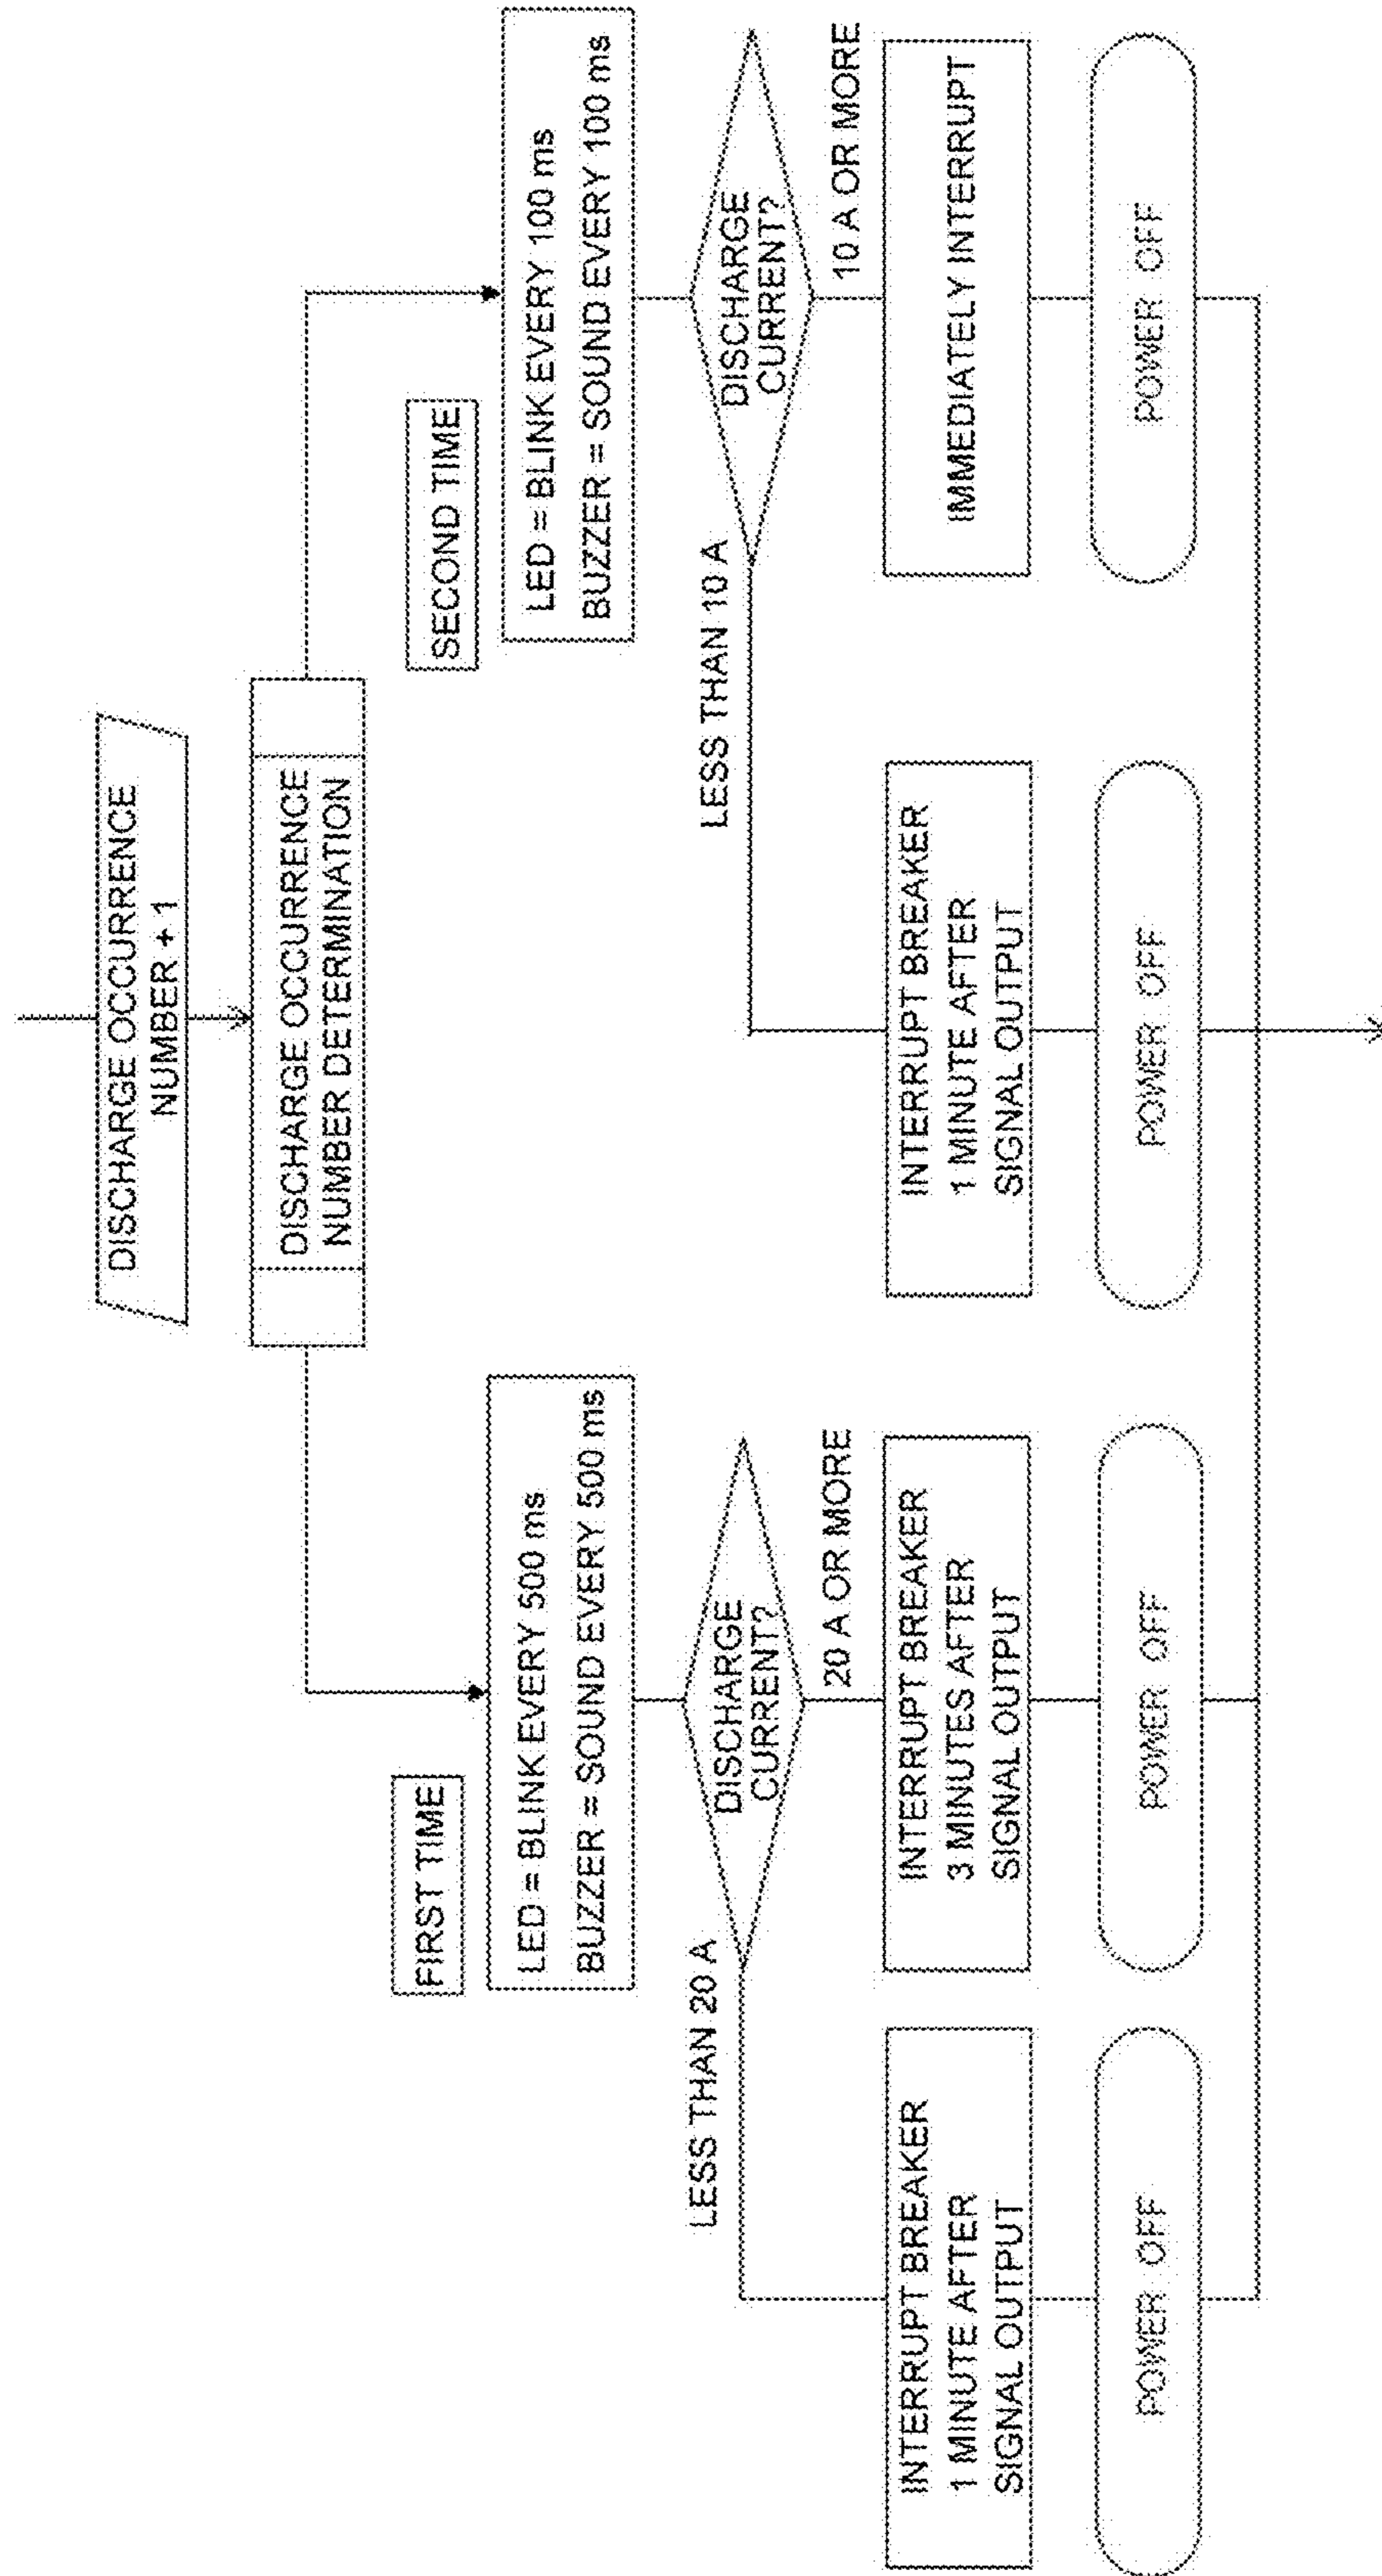 DISCHARGE OCCURRENCE
NUMBER + 1
DISCHARGE OCCURRENCE
NUMBER DETERMINATION
FIRST TIME
LED = BLINK EVERY 500 ms
BUZZER = SOUND EVERY 500 ms
DISCHARGE
CURRENT?
LESS THAN 20 A
20 A OR MORE
INTERRUPT BREAKER
1 MINUTE AFTER
SIGNAL OUTPUT
POWER OFF
INTERRUPT BREAKER
3 MINUTES AFTER
SIGNAL OUTPUT
POWER OFF
SECOND TIME
LED = BLINK EVERY 100 ms
BUZZER = SOUND EVERY 100 ms
DISCHARGE
CURRENT?
LESS THAN 10 A
10 A OR MORE
INTERRUPT BREAKER
1 MINUTE AFTER
SIGNAL OUTPUT
POWER OFF
IMMEDIATELY INTERRUPT
POWER OFF